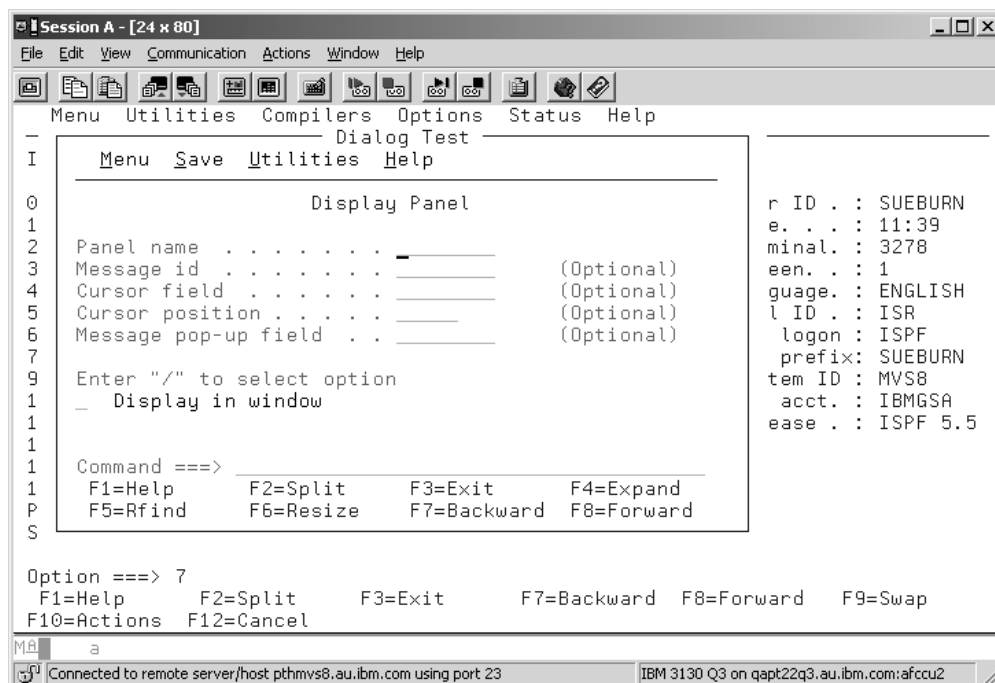 Session A - [24 x 80]
File Edit View Communication Actions Window Help
Menu Utilities Compilers Options Status Help
Dialog Test
I Menu Save Utilities Help
0 Display Panel r ID . : SUEBURN
1 e. . . : 11:39
2 Panel name . . . . . . . minal. : 3278
3 Message id . . . . . . . (Optional) een. . : 1
4 Cursor field . . . . . . (Optional) guage. : ENGLISH
5 Cursor position . . . . . (Optional) l ID . : ISR
6 Message pop-up field . . (Optional) logon : ISPF
7 prefix: SUEBURN
9 Enter "/" to select option tem ID : MVS8
1 _ Display in window acct. : IBMGSA
1 ease . : ISPF 5.5
1
1 Command ===>
1 F1=Help F2=Split F3=Exit F4=Expand
P F5=Rfind F6=Resize F7=Backward F8=Forward
S
Option ===> 7
F1=Help F2=Split F3=Exit F7=Backward F8=Forward F9=Swap
F10=Actions F12=Cancel
MA a
Connected to remote server/host pthmvs8.au.ibm.com using port 23 IBM 3130 Q3 on qapt22q3.au.ibm.com:afccu2